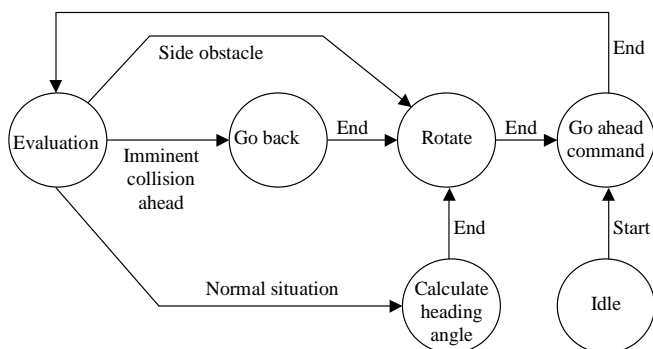 End
Side obstacle
Evaluation
Imminent
collision
ahead
Go back
End
Rotate
End
Go ahead
command
End
Start
Normal situation
Calculate
heading
angle
Idle